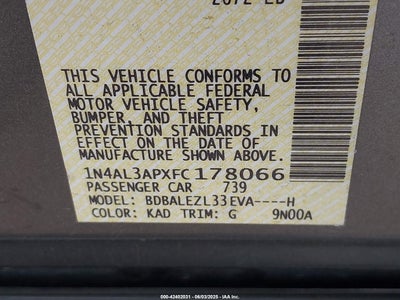 THIS VEHICLE CONFORMS TO
ALL APPLICABLE FEDERAL
MOTOR VEHICLE SAFETY,
BUMPER, AND THEFT
PREVENTION STANDARDS IN
EFFECT ON THE DATE OF
MANUFACTURE SHOWN ABOVE.
1N4AL3APXFC178066
PASSENGER CAR 739
MODEL: BDBALEZL33EVA----H
COLOR: KAD TRIM: G 9N00A
000-42402031 - 06/03/2025 - IAA Inc.